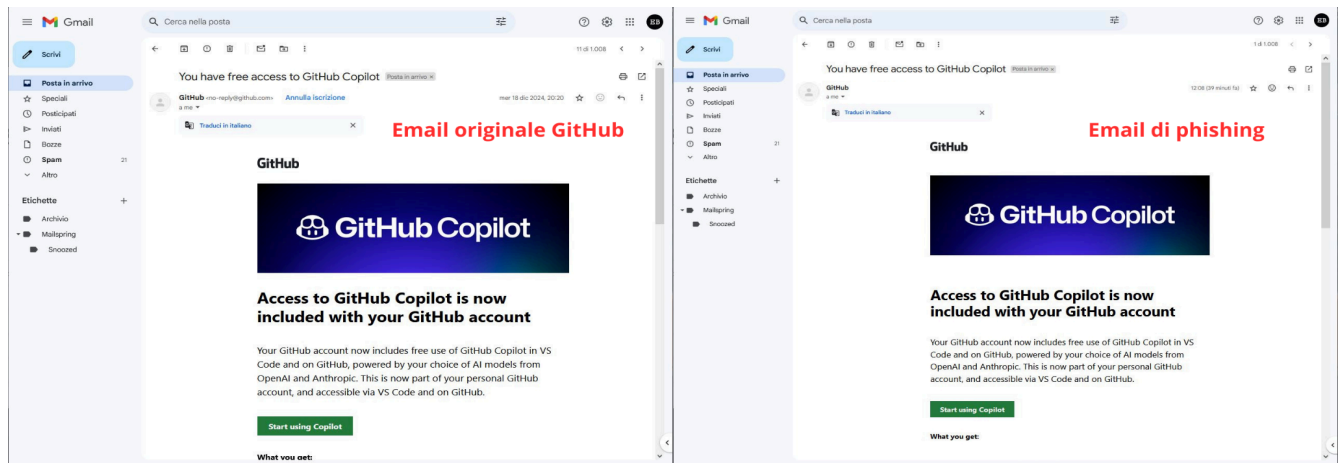 Gmail
Cerca nella posta
EB
Scrivi
11 di 1.008
Posta in arrivo
Speciali
Posticipati
Inviati
Bozze
Spam 21
Altro
Etichette +
Archivio
Mailspring
Snoozed
You have free access to GitHub Copilot Posta in arrivo ×
GitHub <no-reply@github.com> Annulla iscrizione mer 18 dic 2024, 20:20
a me
Traduci in italiano ×
Email originale GitHub
GitHub
GitHub Copilot
Access to GitHub Copilot is now
included with your GitHub account
Your GitHub account now includes free use of GitHub Copilot in VS
Code and on GitHub, powered by your choice of AI models from
OpenAI and Anthropic. This is now part of your personal GitHub
account, and accessible via VS Code and on GitHub.
Start using Copilot
What you get:
Gmail
Cerca nella posta
EB
Scrivi
1 di 1.008
Posta in arrivo
Speciali
Posticipati
Inviati
Bozze
Spam 21
Altro
Etichette +
Archivio
Mailspring
Snoozed
You have free access to GitHub Copilot Posta in arrivo ×
GitHub 12:08 (39 minuti fa)
a me
Traduci in italiano ×
Email di phishing
GitHub
GitHub Copilot
Access to GitHub Copilot is now
included with your GitHub account
Your GitHub account now includes free use of GitHub Copilot in VS
Code and on GitHub, powered by your choice of AI models from
OpenAI and Anthropic. This is now part of your personal GitHub
account, and accessible via VS Code and on GitHub.
Start using Copilot
What you get: